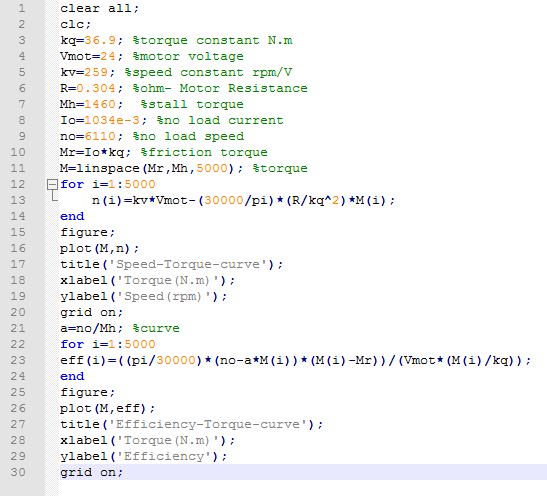 1 clear all;
2 clc;
3 kq=36.9; %torque constant N.m
4 Vmot=24; %motor voltage
5 kv=259; %speed constant rpm/V
6 R=0.304; %ohm- Motor Resistance
7 Mh=1460;  %stall torque
8 Io=1034e-3; %no load current
9 no=6110; %no load speed
10 Mr=Io*kq; %friction torque
11 M=linspace(Mr,Mh,5000); %torque
12 for i=1:5000
13     n(i)=kv*Vmot-(30000/pi)*(R/kq^2)*M(i);
14 end
15 figure;
16 plot(M,n);
17 title('Speed-Torque-curve');
18 xlabel('Torque(N.m)');
19 ylabel('Speed(rpm)');
20 grid on;
21 a=no/Mh; %curve
22 for i=1:5000
23 eff(i)=((pi/30000)*(no-a*M(i))*(M(i)-Mr))/(Vmot*(M(i)/kq));
24 end
25 figure;
26 plot(M,eff);
27 title('Efficiency-Torque-curve');
28 xlabel('Torque(N.m)');
29 ylabel('Efficiency');
30 grid on;